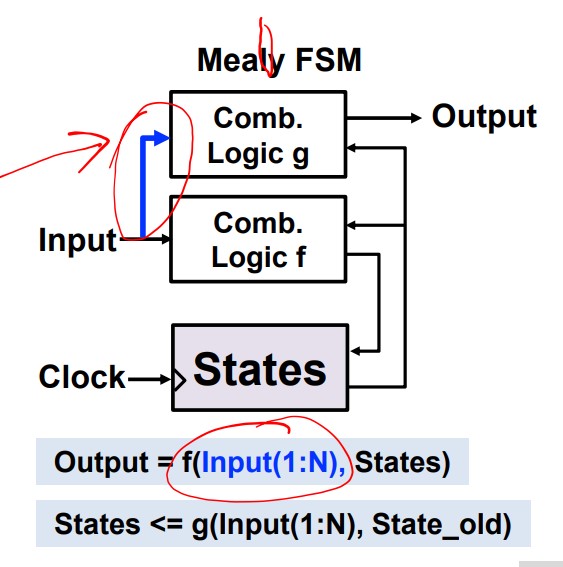 Mealy FSM
Comb.
Logic g
Output
Input
Comb.
Logic f
Clock
States
Output = f(Input(1:N), States)
States <= g(Input(1:N), State_old)